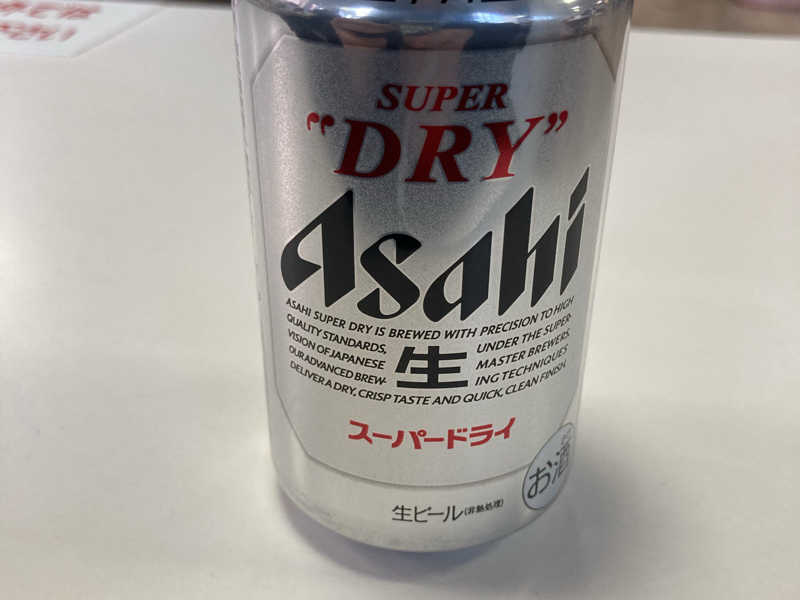 SUPER
"DRY"
Asahi
ASAHI SUPER DRY IS BREWED WITH PRECISION TO HIGH
QUALITY STANDARDS, UNDER THE SUPER-
VISION OF JAPANESE MASTER BREWERS.
OUR ADVANCED BREW- ING TECHNIQUES
DELIVER A DRY, CRISP TASTE AND QUICK, CLEAN FINISH.
生
スーパードライ
お酒
生ビール(非熱処理)